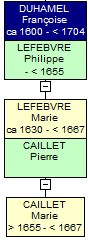 DUHAMEL
Françoise
ca 1600 - < 1704
LEFEBVRE
Philippe
- < 1655
LEFEBVRE
Marie
ca 1630 - < 1667
CAILLET
Pierre
CAILLET
Marie
> 1655 - < 1667